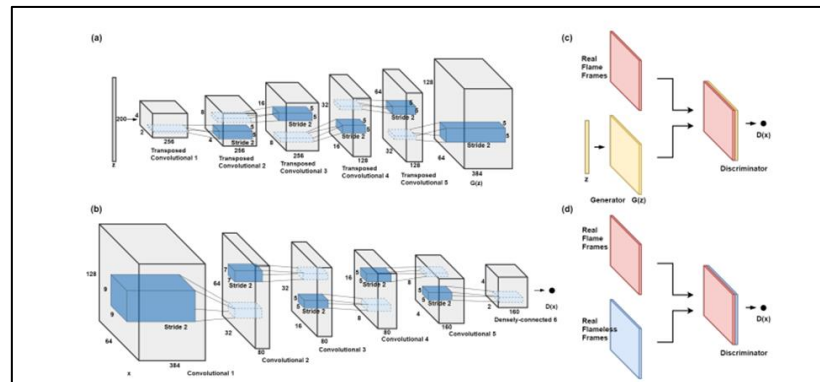 (a)
200
z
4
2
256
Transposed
Convolutional 1
8
4
5
5
Stride 2
256
Transposed
Convolutional 2
16
8
5
5
Stride 2
256
Transposed
Convolutional 3
32
16
5
5
Stride 2
128
Transposed
Convolutional 4
64
32
5
5
Stride 2
128
Transposed
Convolutional 5
128
64
5
5
Stride 2
384
G(z)
(b)
128
64
9
9
Stride 2
384
x
Convolutional 1
64
32
7
7
Stride 2
80
Convolutional 2
32
16
5
5
Stride 2
80
Convolutional 3
16
8
5
5
Stride 2
80
Convolutional 4
8
4
5
5
Stride 2
160
Convolutional 5
4
2
160
Densely-connected 6
D(x)
(c)
Real
Flame
Frames
z
Generator G(z)
Discriminator
D(x)
(d)
Real
Flame
Frames
Real
Flameless
Frames
Discriminator
D(x)